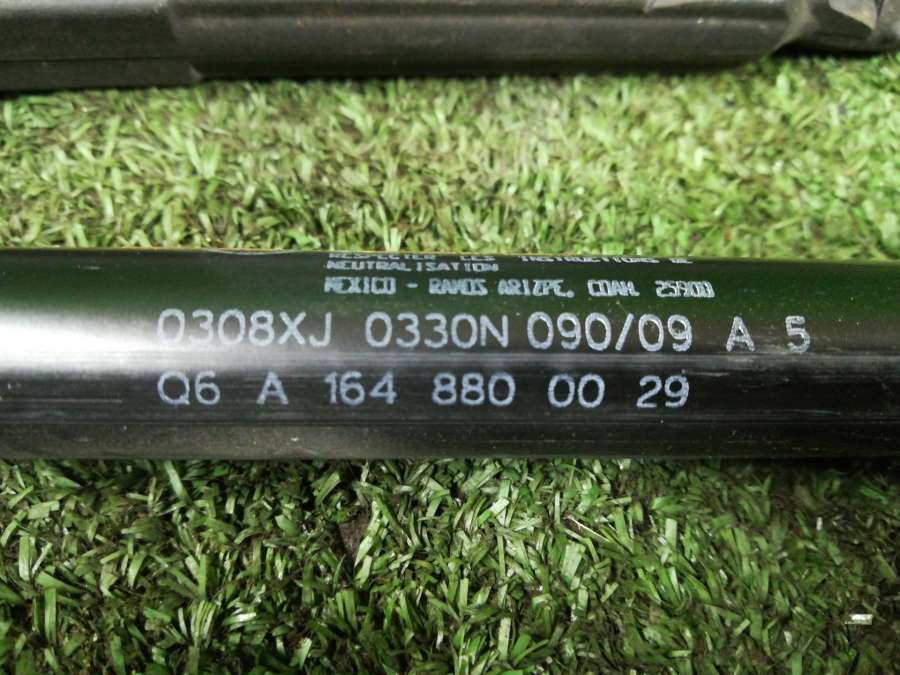 RESPECTER LES INSTRUCTIONS DE
NEUTRALISATION
MEXICO - RAMOS ARIZPE, COAH. 25900
0308XJ 0330N 090/09 A 5
Q6 A 164 880 00 29